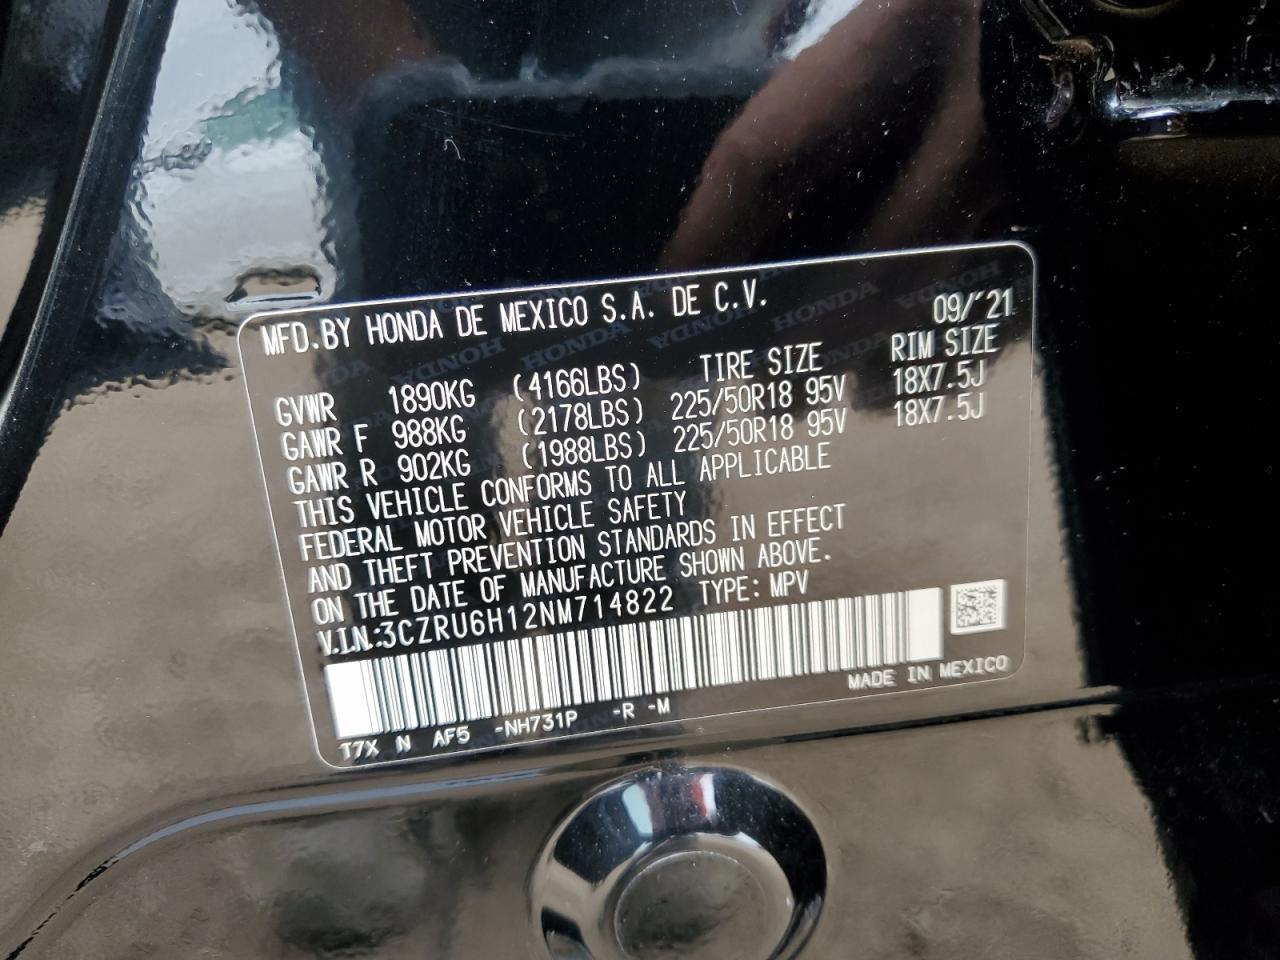 MFD.BY HONDA DE MEXICO S.A. DE C.V. 09/'21
GVWR 1890KG (4166LBS) TIRE SIZE RIM SIZE
GAWR F 988KG (2178LBS) 225/50R18 95V 18X7.5J
GAWR R 902KG (1988LBS) 225/50R18 95V 18X7.5J
THIS VEHICLE CONFORMS TO ALL APPLICABLE
FEDERAL MOTOR VEHICLE SAFETY
AND THEFT PREVENTION STANDARDS IN EFFECT
ON THE DATE OF MANUFACTURE SHOWN ABOVE.
V.I.N.:3CZRU6H12NM714822 TYPE: MPV
MADE IN MEXICO
T7X N AF5 -NH731P -R -M